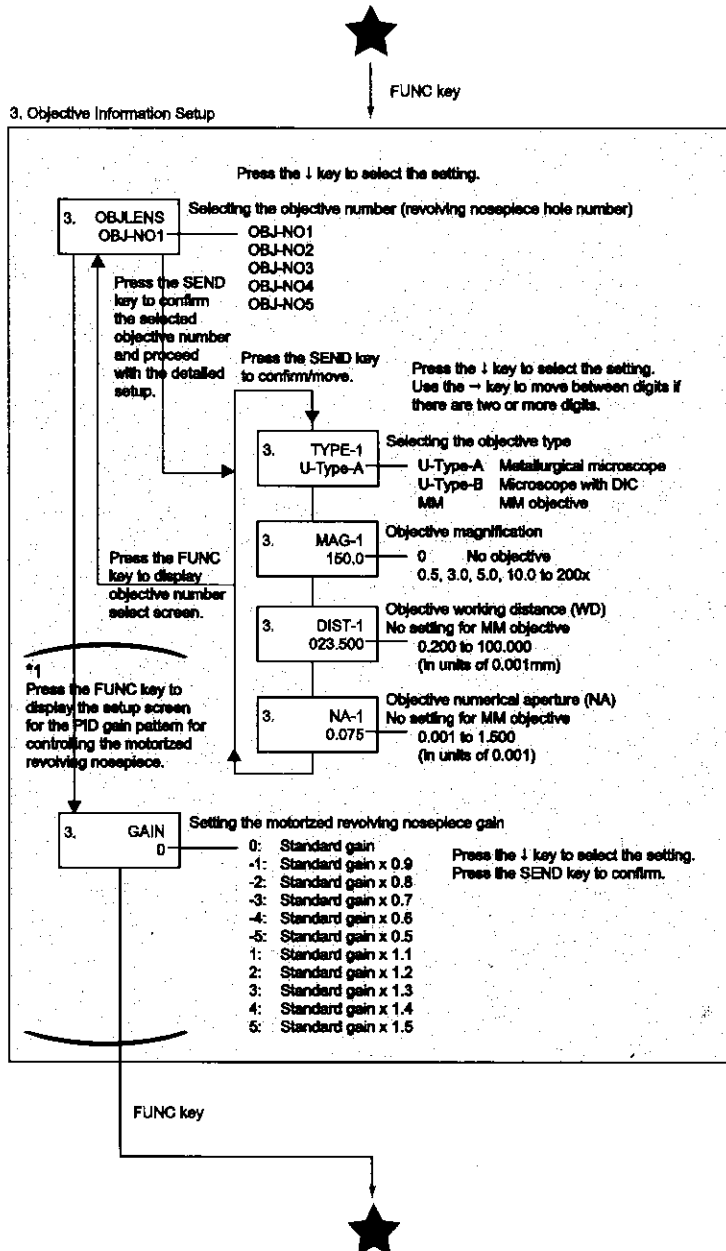 FUNC key
3. Objective Information Setup
Press the ↓ key to select the setting.
3. OBJLENS
OBJ-NO1
Selecting the objective number (revolving nosepiece hole number)
OBJ-NO1
OBJ-NO2
OBJ-NO3
OBJ-NO4
OBJ-NO5
Press the SEND
key to confirm
the selected
objective number
and proceed
with the detailed
setup.
Press the SEND key
to confirm/move.
Press the ↓ key to select the setting.
Use the → key to move between digits if
there are two or more digits.
3. TYPE-1
U-Type-A
Selecting the objective type
U-Type-A Metallurgical microscope
U-Type-B Microscope with DIC
MM MM objective
3. MAG-1
150.0
Objective magnification
0 No objective
0.5, 3.0, 5.0, 10.0 to 200x
Press the FUNC
key to display
objective number
select screen.
3. DIST-1
023.500
Objective working distance (WD)
No setting for MM objective
0.200 to 100.000
(In units of 0.001mm)
*1
Press the FUNC key to
display the setup screen
for the PID gain pattern for
controlling the motorized
revolving nosepiece.
3. NA-1
0.075
Objective numerical aperture (NA)
No setting for MM objective
0.001 to 1.500
(In units of 0.001)
3. GAIN
0
Setting the motorized revolving nosepiece gain
0: Standard gain
-1: Standard gain x 0.9
-2: Standard gain x 0.8
-3: Standard gain x 0.7
-4: Standard gain x 0.6
-5: Standard gain x 0.5
1: Standard gain x 1.1
2: Standard gain x 1.2
3: Standard gain x 1.3
4: Standard gain x 1.4
5: Standard gain x 1.5
Press the ↓ key to select the setting.
Press the SEND key to confirm.
FUNC key